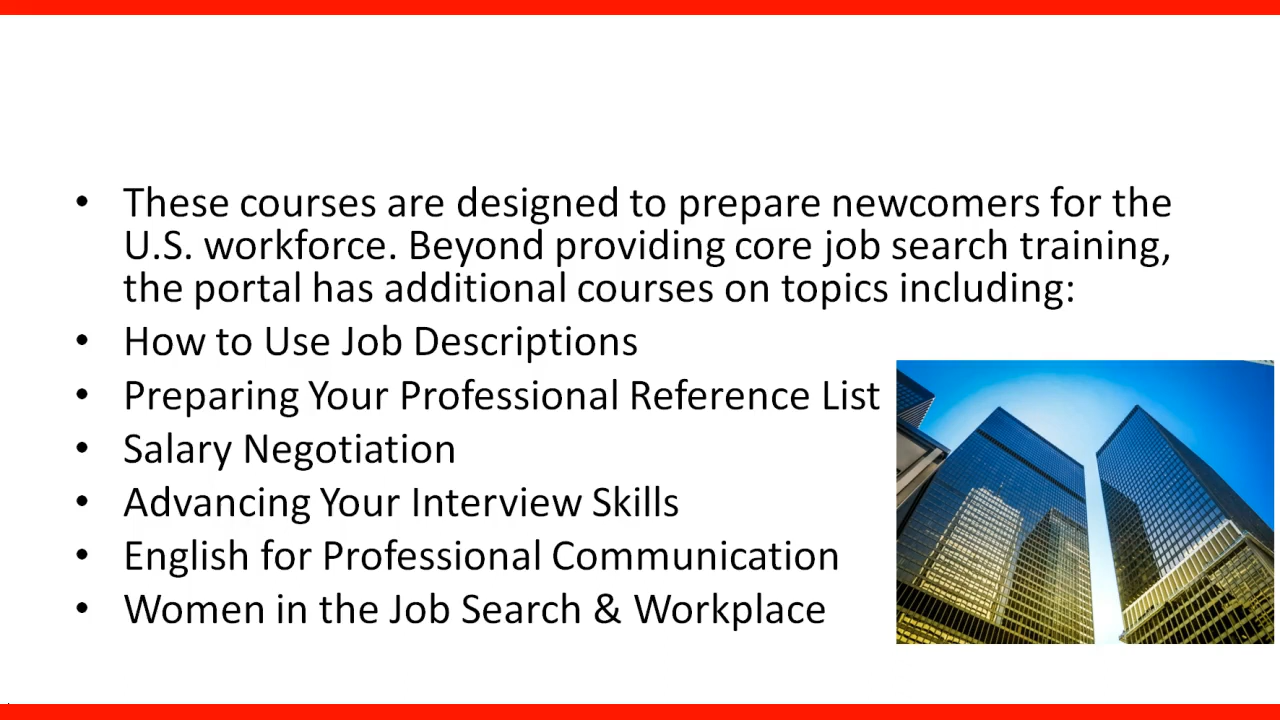 • These courses are designed to prepare newcomers for the
U.S. workforce. Beyond providing core job search training,
the portal has additional courses on topics including:
• How to Use Job Descriptions
• Preparing Your Professional Reference List
• Salary Negotiation
• Advancing Your Interview Skills
• English for Professional Communication
• Women in the Job Search & Workplace